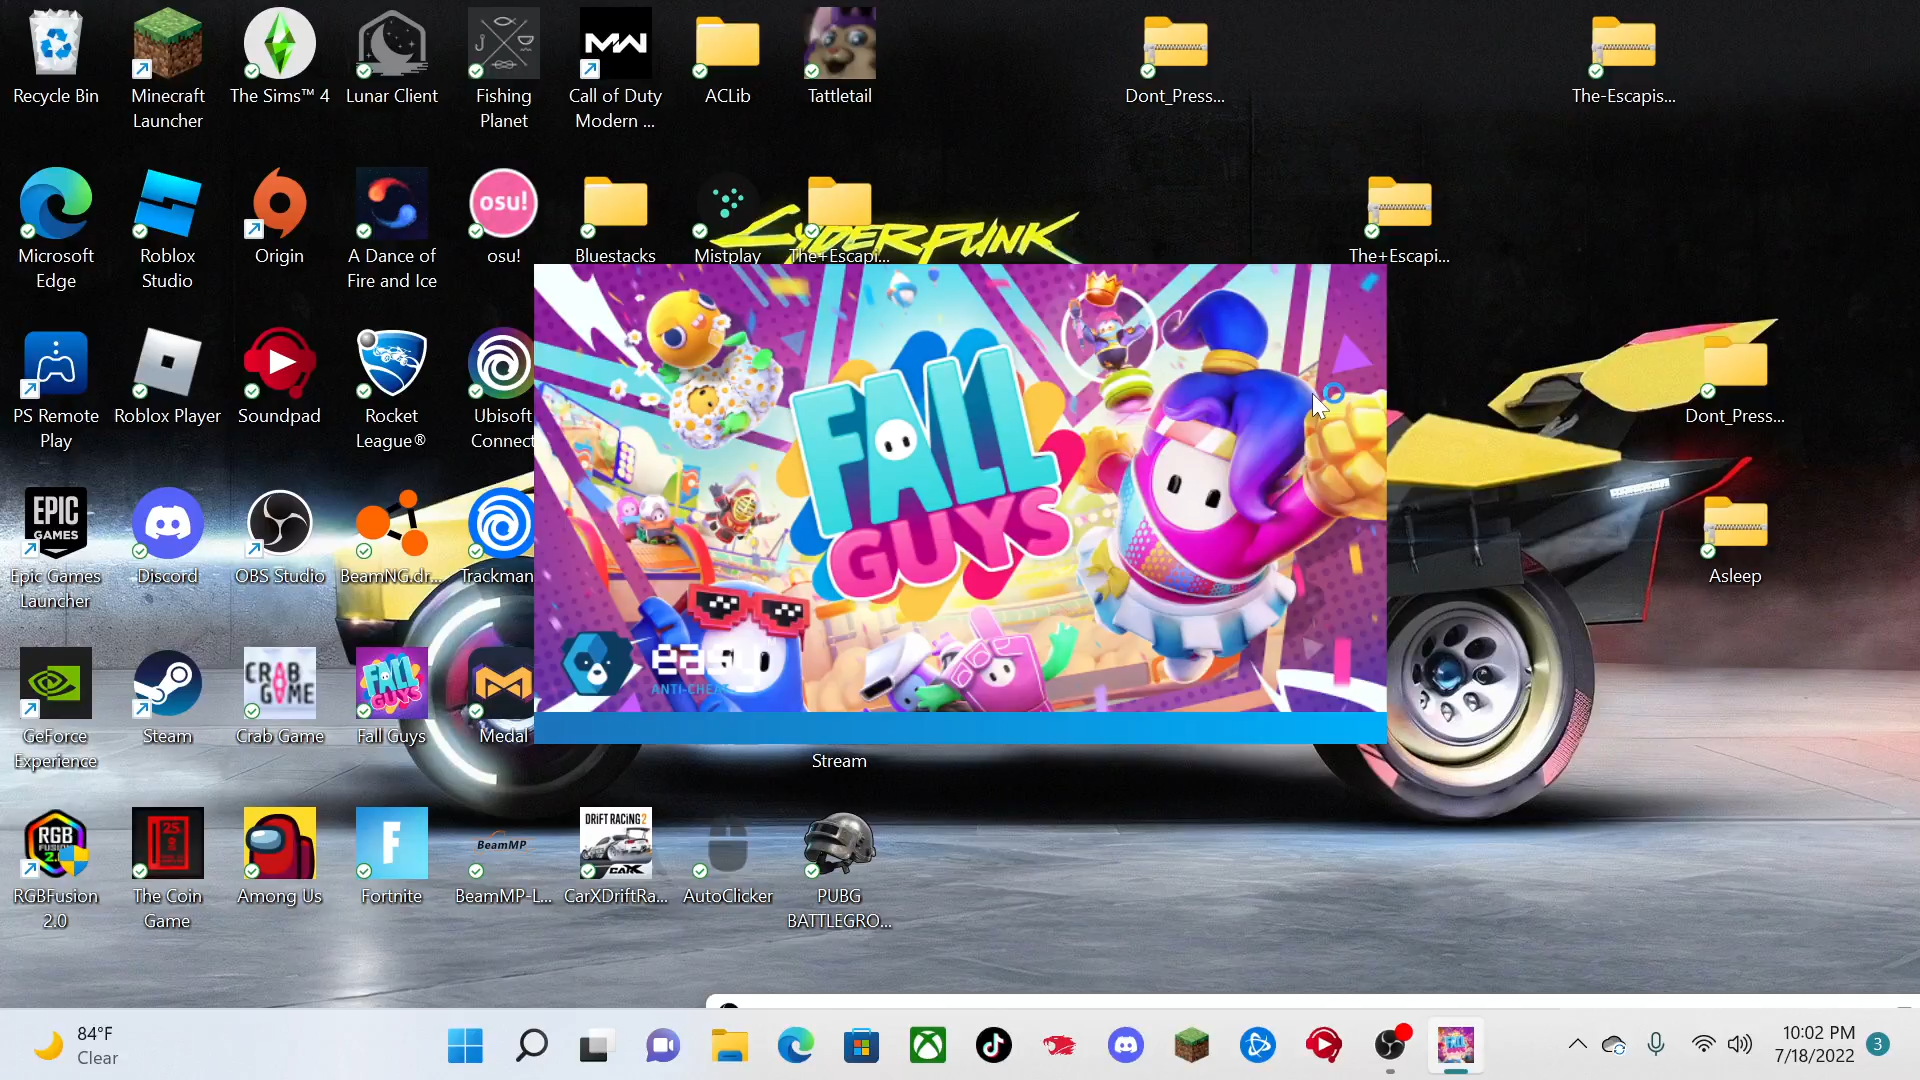 Recycle Bin
Minecraft
Launcher
The Sims™ 4
Lunar Client
Fishing
Planet
MW
Call of Duty
Modern ...
ACLib
Tattletail
Dont_Press...
The-Escapis...
Microsoft
Edge
Roblox
Studio
Origin
A Dance of
Fire and Ice
osu!
osu!
Bluestacks
Mistplay
The+Escapi...
The+Escapi...
CYBERPUNK
PS Remote
Play
Roblox Player
Soundpad
Rocket
League®
Ubisoft
Connect
Dont_Press...
FALL
GUYS
EPIC
GAMES
Epic Games
Launcher
Discord
OBS Studio
BeamNG.dr...
Trackman
Asleep
easy
ANTI-CHEAT
GeForce
Experience
Steam
CRAB
GAME
Crab Game
FALL
GUYS
Fall Guys
Medal
Stream
RGB
FUSION
2.0
RGBFusion
2.0
25
The Coin
Game
Among Us
F
Fortnite
BeamMP
BeamMP-L...
DRIFT RACING 2
CARX
CarXDriftRa...
AutoClicker
PUBG
BATTLEGRO...
84°F
Clear
10:02 PM
7/18/2022
3